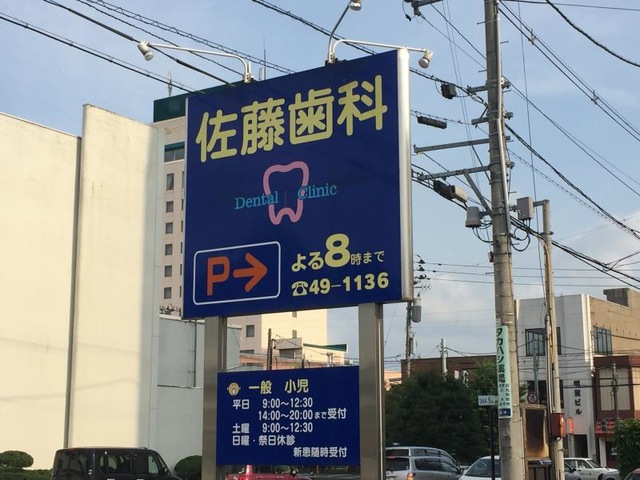 佐藤歯科
Dental Clinic
P→
よる8時まで
☎49-1136
一般 小児
平日 9:00〜12:30
14:00〜20:00まで受付
土曜 9:00〜12:30
日曜・祭日休診
新患随時受付